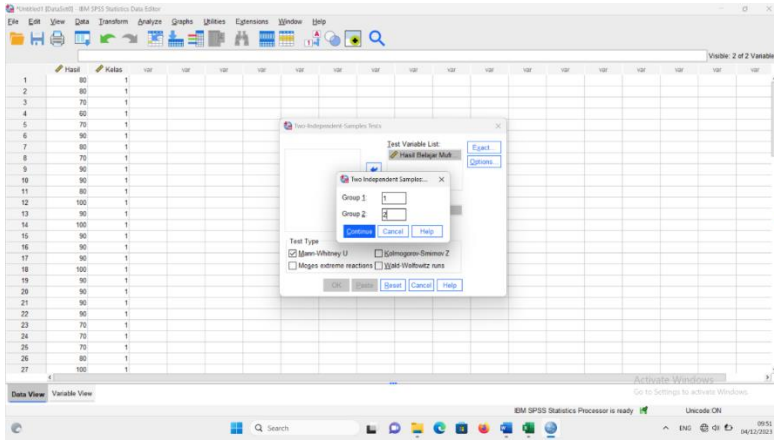 *Untitled1 [DataSet0] - IBM SPSS Statistics Data Editor
File Edit View Data Transform Analyze Graphs Utilities Extensions Window Help
Visible: 2 of 2 Variables
Hasil Kelas var var var var var var var var var var var var var var var var
1 80 1
2 80 1
3 70 1
4 60 1
5 70 1
6 90 1
7 80 1
8 70 1
9 90 1
10 90 1
11 80 1
12 100 1
13 90 1
14 100 1
15 90 1
16 90 1
17 90 1
18 100 1
19 90 1
20 90 1
21 90 1
22 90 1
23 70 1
24 70 1
25 70 1
26 80 1
27 100 1
Two-Independent-Samples Tests
Test Variable List:
Hasil Belajar Mult...
Exact...
Options...
Two Independent Samples:...
Group 1: 1
Group 2: 2
Continue Cancel Help
Test Type
Mann-Whitney U Kolmogorov-Smirnov Z
Moses extreme reactions Wald-Wolfowitz runs
OK Paste Reset Cancel Help
Activate Windows
Go to Settings to activate Windows.
Data View Variable View
IBM SPSS Statistics Processor is ready Unicode:ON
Search
ENG
09:51
04/12/2023